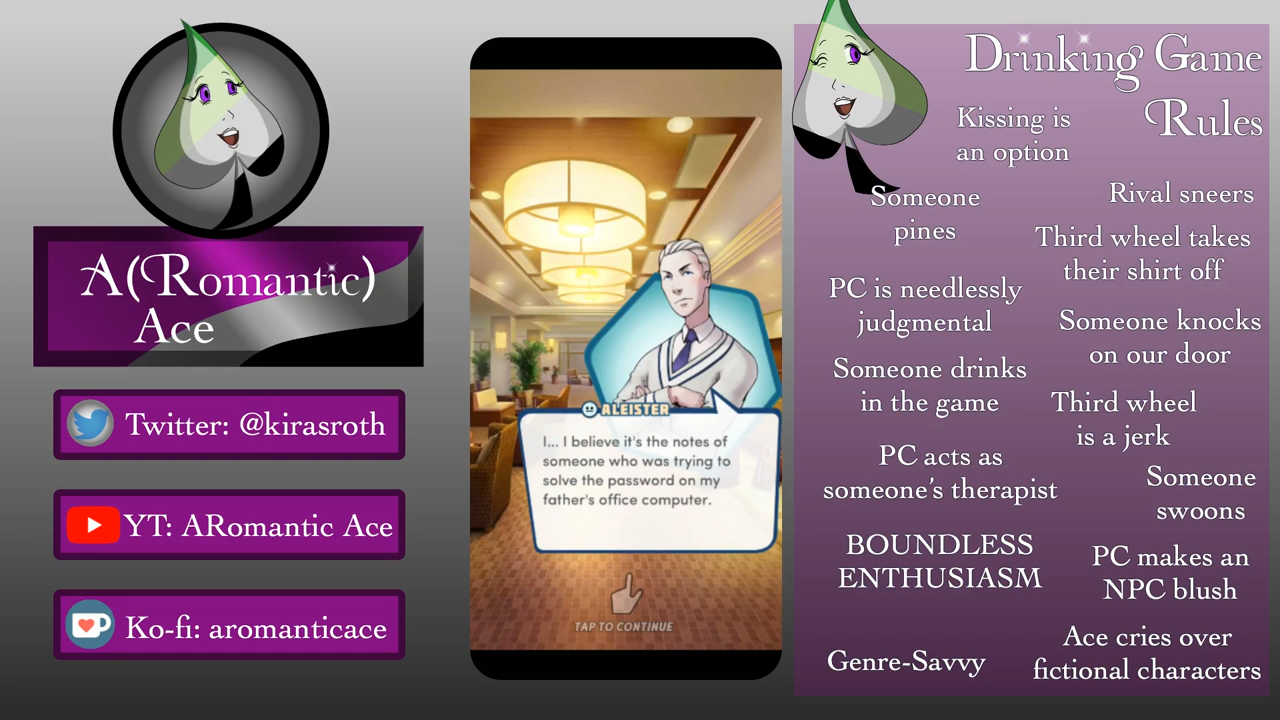 A(Romantic)
Ace
Twitter: @kirasroth
YT: ARomantic Ace
Ko-fi: aromanticace
ALEISTER
I... I believe it's the notes of
someone who was trying to
solve the password on my
father's office computer.
TAP TO CONTINUE
Drinking Game
Rules
Kissing is
an option
Someone
pines
Rival sneers
Third wheel takes
their shirt off
PC is needlessly
judgmental
Someone knocks
on our door
Someone drinks
in the game
Third wheel
is a jerk
PC acts as
someone's therapist
Someone
swoons
BOUNDLESS
ENTHUSIASM
PC makes an
NPC blush
Genre-Savvy
Ace cries over
fictional characters